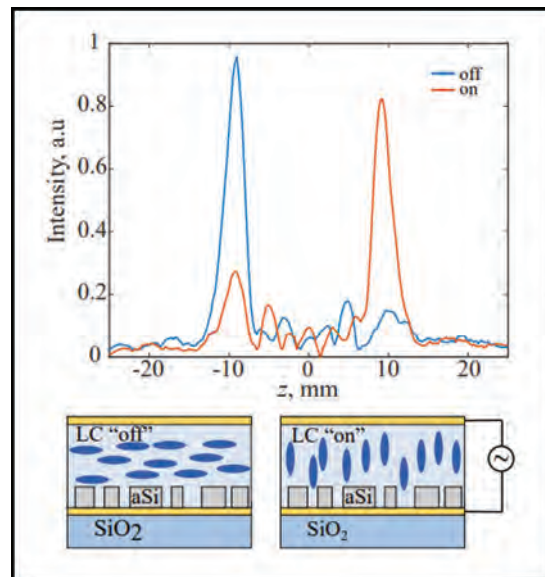 1
0.8
0.6
0.4
0.2
0
Intensity, a.u
off
on
-20
-10
0
10
20
z, mm
LC “off”
aSi
SiO2
LC “on”
aSi
SiO2
~